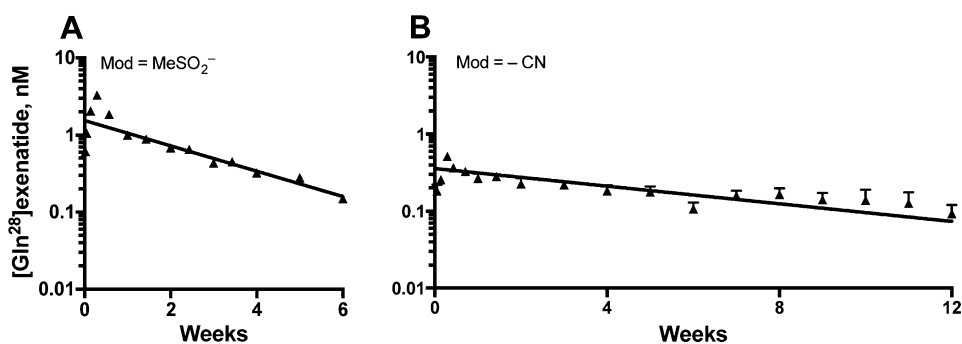 A
B
Mod = MeSO₂⁻
Mod = – CN
[Gln²⁸]exenatide, nM
10
1
0.1
0.01
0
2
4
6
Weeks
10
1
0.1
0.01
0
4
8
12
Weeks